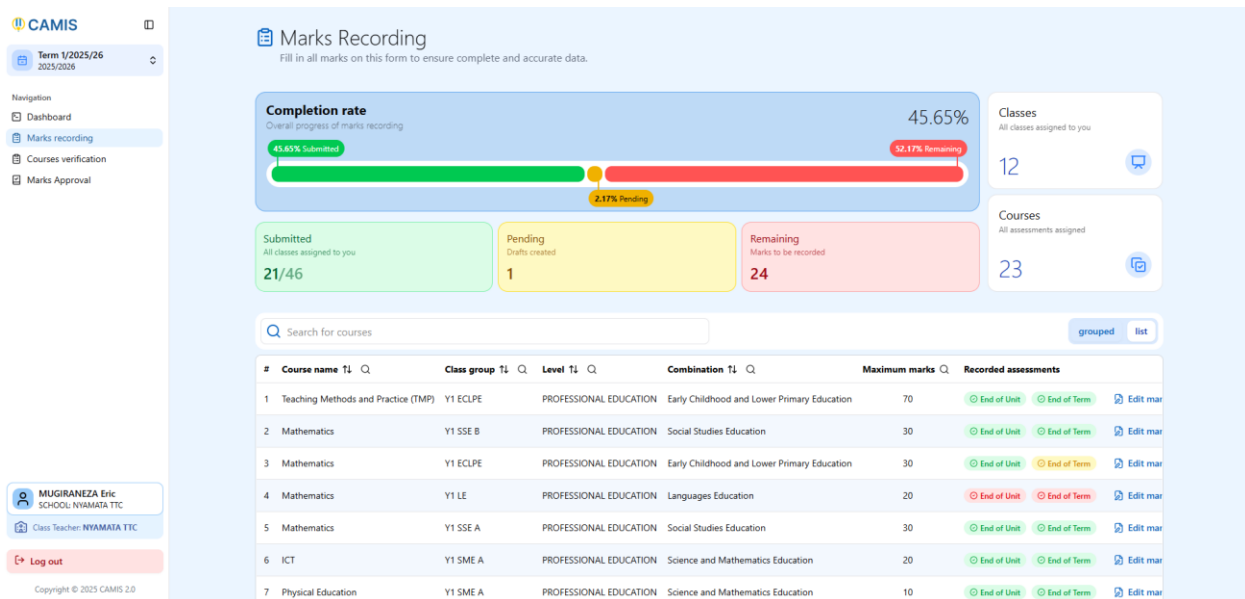 CAMIS
Term 1/2025/26
2025/2026
Navigation
Dashboard
Marks recording
Courses verification
Marks Approval
MUGIRANEZA Eric
SCHOOL: NYAMATA TTC
Class Teacher: NYAMATA TTC
Log out
Copyright © 2025 CAMIS 2.0
Marks Recording
Fill in all marks on this form to ensure complete and accurate data.
Completion rate
Overall progress of marks recording
45.65%
45.65% Submitted
52.17% Remaining
2.17% Pending
Classes
All classes assigned to you
12
Courses
All assessments assigned
23
Submitted
All classes assigned to you
21/46
Pending
Drafts created
1
Remaining
Marks to be recorded
24
Search for courses
grouped list
# Course name Class group Level Combination Maximum marks Recorded assessments
1 Teaching Methods and Practice (TMP) Y1 ECLPE PROFESSIONAL EDUCATION Early Childhood and Lower Primary Education 70 End of Unit End of Term Edit mar
2 Mathematics Y1 SSE B PROFESSIONAL EDUCATION Social Studies Education 30 End of Unit End of Term Edit mar
3 Mathematics Y1 ECLPE PROFESSIONAL EDUCATION Early Childhood and Lower Primary Education 30 End of Unit End of Term Edit mar
4 Mathematics Y1 LE PROFESSIONAL EDUCATION Languages Education 20 End of Unit End of Term Edit mar
5 Mathematics Y1 SSE A PROFESSIONAL EDUCATION Social Studies Education 30 End of Unit End of Term Edit mar
6 ICT Y1 SME A PROFESSIONAL EDUCATION Science and Mathematics Education 20 End of Unit End of Term Edit mar
7 Physical Education Y1 SME A PROFESSIONAL EDUCATION Science and Mathematics Education 10 End of Unit End of Term Edit mar